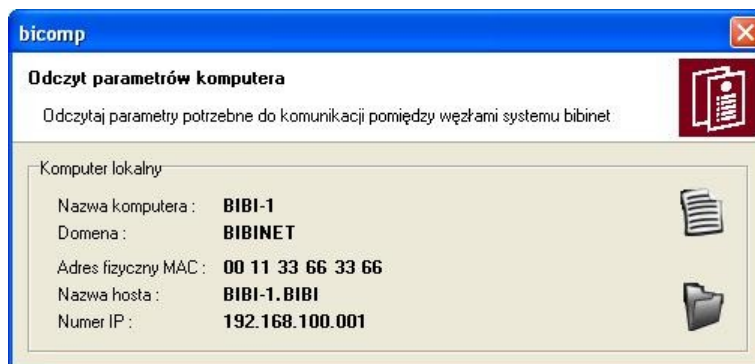 bicomp
Odczyt parametrów komputera
Odczytaj parametry potrzebne do komunikacji pomiędzy węzłami systemu bibinet
Komputer lokalny
Nazwa komputera : BIBI-1
Domena : BIBINET
Adres fizyczny MAC : 00 11 33 66 33 66
Nazwa hosta : BIBI-1.BIBI
Numer IP : 192.168.100.001